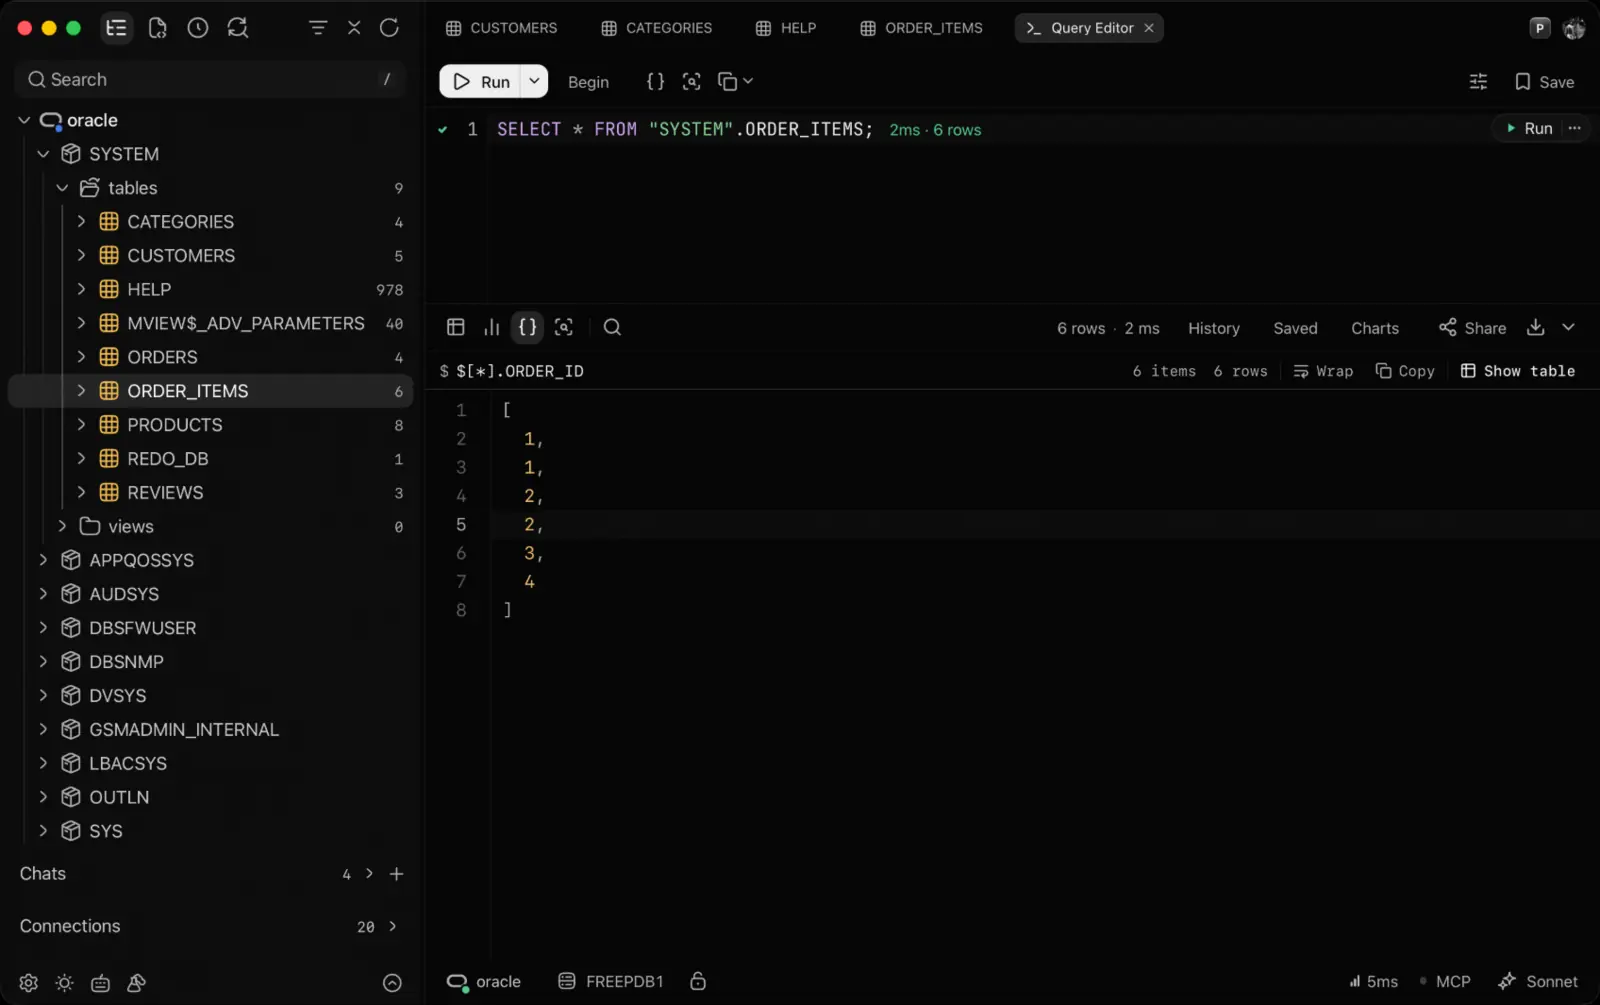 CUSTOMERS
CATEGORIES
HELP
ORDER_ITEMS
Query Editor
P
Search /
Run
Begin
{}
Save
oracle
SYSTEM
tables 9
CATEGORIES 4
CUSTOMERS 5
HELP 978
MVIEW$_ADV_PARAMETERS 40
ORDERS 4
ORDER_ITEMS 6
PRODUCTS 8
REDO_DB 1
REVIEWS 3
views 0
APPQOSSYS
AUDSYS
DBSFWUSER
DBSNMP
DVSYS
GSMADMIN_INTERNAL
LBACSYS
OUTLN
SYS
Chats 4
Connections 20
1 SELECT * FROM "SYSTEM".ORDER_ITEMS; 2ms · 6 rows
Run
{}
6 rows · 2 ms
History
Saved
Charts
Share
$ $[*].ORDER_ID
6 items 6 rows
Wrap
Copy
Show table
1 [
2 1,
3 1,
4 2,
5 2,
6 3,
7 4
8 ]
oracle
FREEPDB1
5ms
MCP
Sonnet